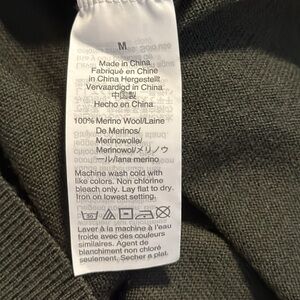 M
Made in China
Fabriqué en Chine
in China Hergestellt
Vervaardigd in China
中国製
Hecho en China
100% Merino Wool/Laine
De Merinos/
Merinowolle/
Merinowol/メリノウ
ール/lana merino
Machine wash cold with
like colors. Non chlorine
bleach only. Lay flat to dry.
Iron on lowest setting.
Laver à la machine à l'eau
froide avec des couleurs
similaires. Agent de
blanchiment non chloré
seulement. Sécher a plat.